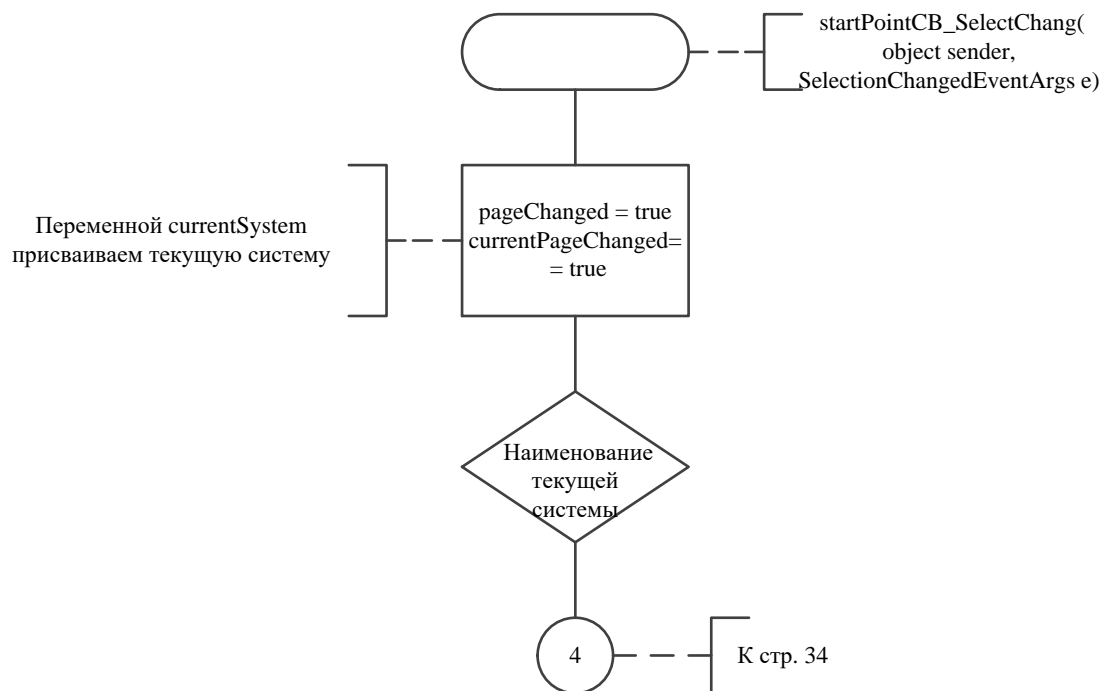 startPointCB_SelectChang(
object sender,
SelectionChangedEventArgs e)
Переменной currentSystem
присваиваем текущую систему
pageChanged = true
currentPageChanged=
= true
Наименование
текущей
системы
4
К стр. 34